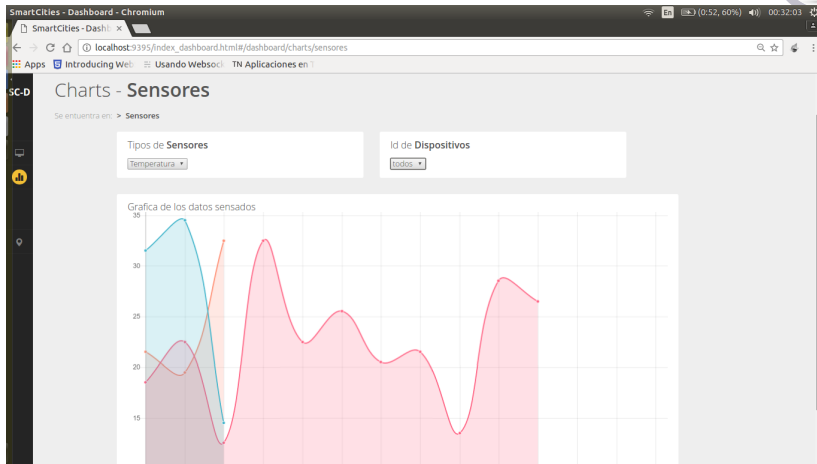 SmartCities - Dashboard - Chromium
En (0:52, 60%) 00:32:03
SmartCities - Dashb
localhost:9395/index_dashboard.html#/dashboard/charts/sensores
Apps Introducing Web Usando Websock TN Aplicaciones en T
SC-D
Charts - Sensores
Se entuentra en: > Sensores
Tipos de Sensores
Temperatura
Id de Dispositivos
todos
Grafica de los datos sensados
35
30
25
20
15